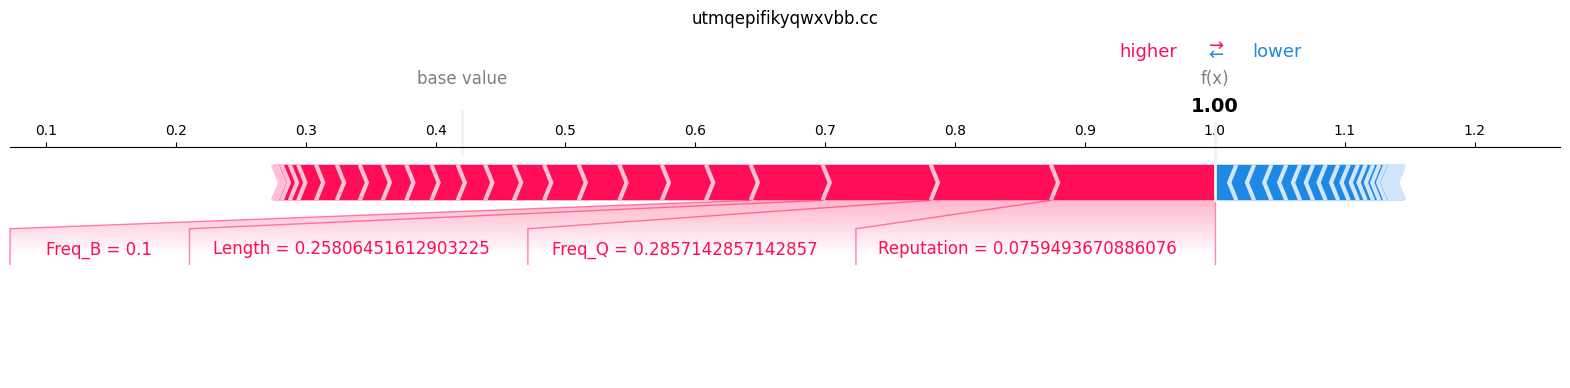 utmqepifikyqwxvbb.cc
higher ⇄ lower
base value f(x)
1.00
0.1 0.2 0.3 0.4 0.5 0.6 0.7 0.8 0.9 1.0 1.1 1.2
Freq_B = 0.1 Length = 0.25806451612903225 Freq_Q = 0.2857142857142857 Reputation = 0.0759493670886076